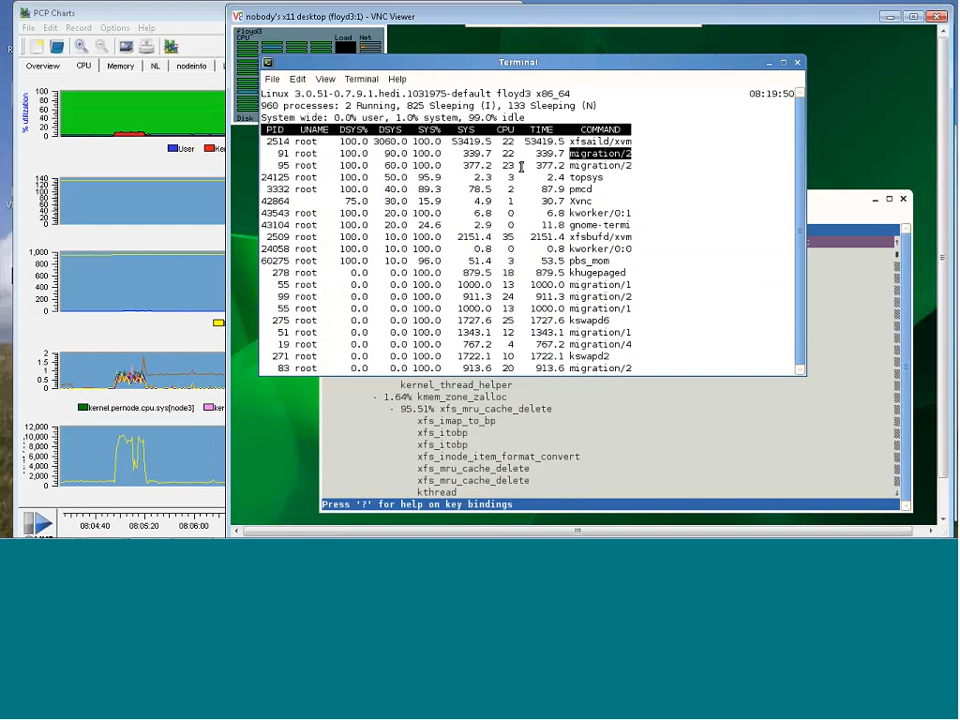 PCP Charts
File Edit Record Options Help
Overview CPU Memory NL nodeinfo
% utilization
100
80
60
40
20
0
User
1,000
800
600
400
200
0
2
1.5
1
0.5
0
kernel.pernode.cpu.sys[node3]
12,000
10,000
8,000
6,000
4,000
2,000
0
08:04:40 08:05:20 08:06:00
nobody's x11 desktop (floyd3:1) - VNC Viewer
floyd3
CPU Load Net
Disk
Terminal
File Edit View Terminal Help
Linux 3.0.51-0.7.9.1.hedi.1031975-default floyd3 x86_64 08:19:50
960 processes: 2 Running, 825 Sleeping (I), 133 Sleeping (N)
System wide: 0.0% user, 1.0% system, 99.0% idle
PID UNAME DSYS% DSYS SYS% SYS CPU TIME COMMAND
2514 root 100.0 3060.0 100.0 53419.5 22 53419.5 xfsaild/xvm
91 root 100.0 90.0 100.0 339.7 22 339.7 migration/2
95 root 100.0 60.0 100.0 377.2 23 377.2 migration/2
24125 root 100.0 50.0 95.9 2.3 3 2.4 topsys
3332 root 100.0 40.0 89.3 78.5 2 87.9 pmcd
42864 75.0 30.0 15.9 4.9 1 30.7 Xvnc
43543 root 100.0 20.0 100.0 6.8 0 6.8 kworker/0:1
43104 root 100.0 20.0 24.6 2.9 0 11.8 gnome-termi
2509 root 100.0 10.0 100.0 2151.4 35 2151.4 xfsbufd/xvm
24058 root 100.0 10.0 100.0 0.8 0 0.8 kworker/0:0
60275 root 100.0 10.0 96.0 51.4 3 53.5 pbs_mom
278 root 0.0 0.0 100.0 879.5 18 879.5 khugepaged
55 root 0.0 0.0 100.0 1000.0 13 1000.0 migration/1
99 root 0.0 0.0 100.0 911.3 24 911.3 migration/2
55 root 0.0 0.0 100.0 1000.0 13 1000.0 migration/1
275 root 0.0 0.0 100.0 1727.6 25 1727.6 kswapd6
51 root 0.0 0.0 100.0 1343.1 12 1343.1 migration/1
19 root 0.0 0.0 100.0 767.2 4 767.2 migration/4
271 root 0.0 0.0 100.0 1722.1 10 1722.1 kswapd2
83 root 0.0 0.0 100.0 913.6 20 913.6 migration/2
kernel_thread_helper
- 1.64% kmem_zone_zalloc
- 95.51% xfs_mru_cache_delete
xfs_imap_to_bp
xfs_itobp
xfs_itobp
xfs_inode_item_format_convert
xfs_mru_cache_delete
xfs_mru_cache_delete
kthread
Press '?' for help on key bindings